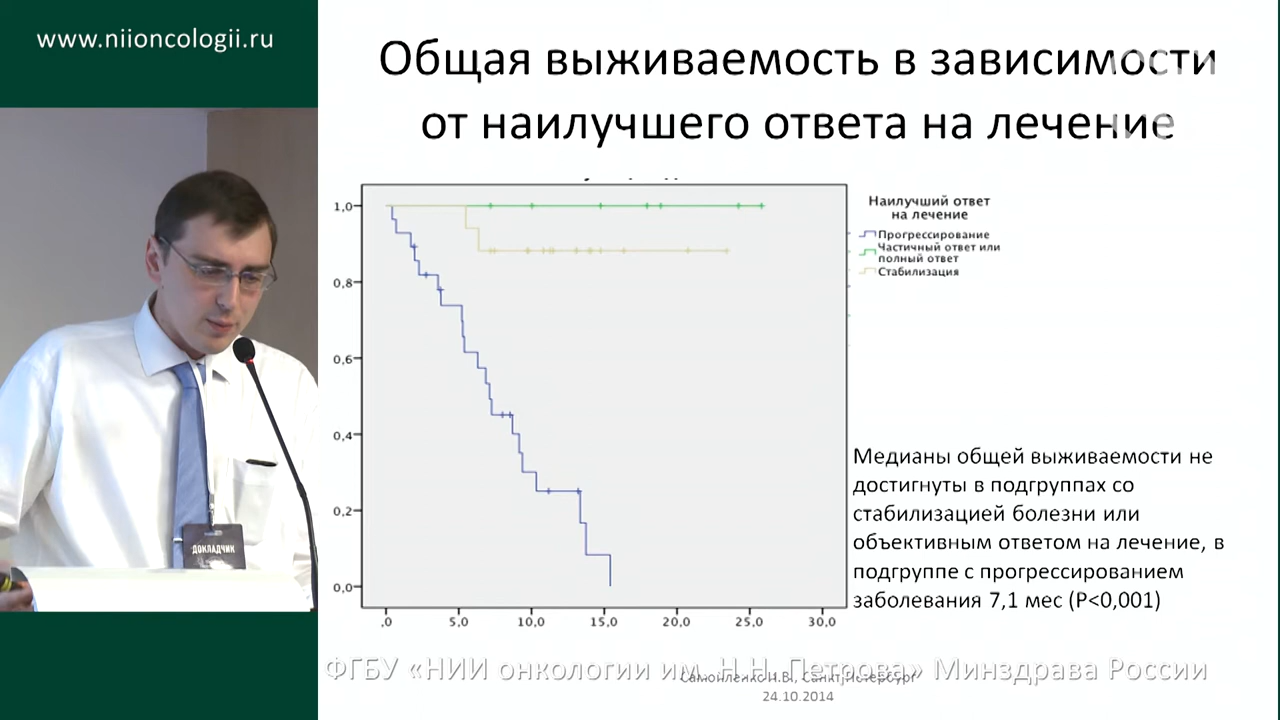 www.niioncologii.ru
Общая выживаемость в зависимости
от наилучшего ответа на лечение
Наилучший ответ
на лечение
Прогрессирование
Частичный ответ или
полный ответ
Стабилизация
1,0
0,8
0,6
0,4
0,2
0,0
,0 5,0 10,0 15,0 20,0 25,0 30,0
Медианы общей выживаемости не
достигнуты в подгруппах со
стабилизацией болезни или
объективным ответом на лечение, в
подгруппе с прогрессированием
заболевания 7,1 мес (P<0,001)
ДОКЛАДЧИК
ФГБУ «НИИ онкологии им. Н.Н. Петрова» Минздрава России
Самойленко И.В., Санкт-Петербург
24.10.2014